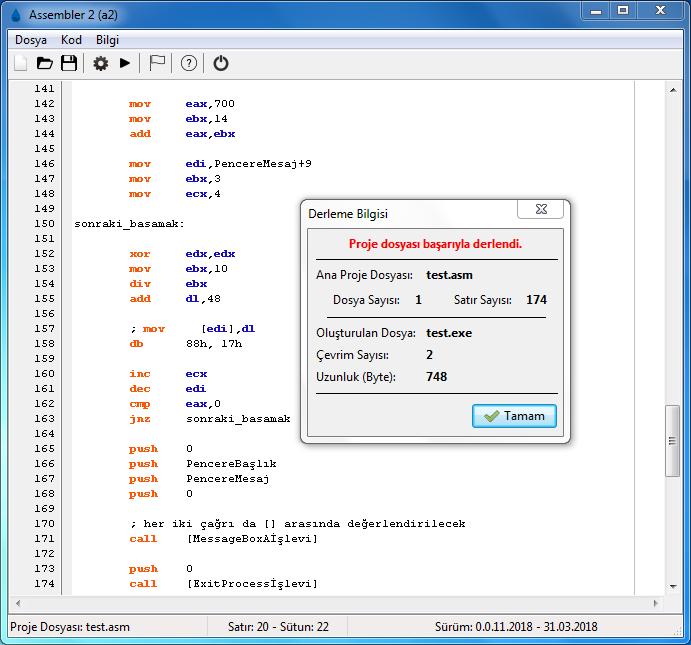 Assembler 2 (a2)
Dosya Kod Bilgi
141
142 mov eax,700
143 mov ebx,14
144 add eax,ebx
145
146 mov edi,PencereMesaj+9
147 mov ebx,3
148 mov ecx,4
149
150 sonraki_basamak:
151
152 xor edx,edx
153 mov ebx,10
154 div ebx
155 add dl,48
156
157 ; mov [edi],dl
158 db 88h, 17h
159
160 inc ecx
161 dec edi
162 cmp eax,0
163 jnz sonraki_basamak
164
165 push 0
166 push PencereBaşlık
167 push PencereMesaj
168 push 0
169
170 ; her iki çağrı da [] arasında değerlendirilecek
171 call [MessageBoxAİşlevi]
172
173 push 0
174 call [ExitProcessİşlevi]
Derleme Bilgisi
Proje dosyası başarıyla derlendi.
Ana Proje Dosyası: test.asm
Dosya Sayısı: 1 Satır Sayısı: 174
Oluşturulan Dosya: test.exe
Çevrim Sayısı: 2
Uzunluk (Byte): 748
Tamam
Proje Dosyası: test.asm Satır: 20 - Sütun: 22 Sürüm: 0.0.11.2018 - 31.03.2018